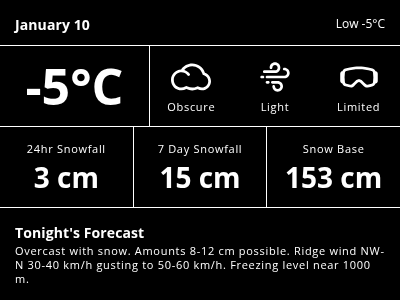 January 10
Low -5°C
-5°C
Obscure
Light
Limited
24hr Snowfall
7 Day Snowfall
Snow Base
3 cm
15 cm
153 cm
Tonight's Forecast
Overcast with snow. Amounts 8-12 cm possible. Ridge wind NW-
N 30-40 km/h gusting to 50-60 km/h. Freezing level near 1000
m.